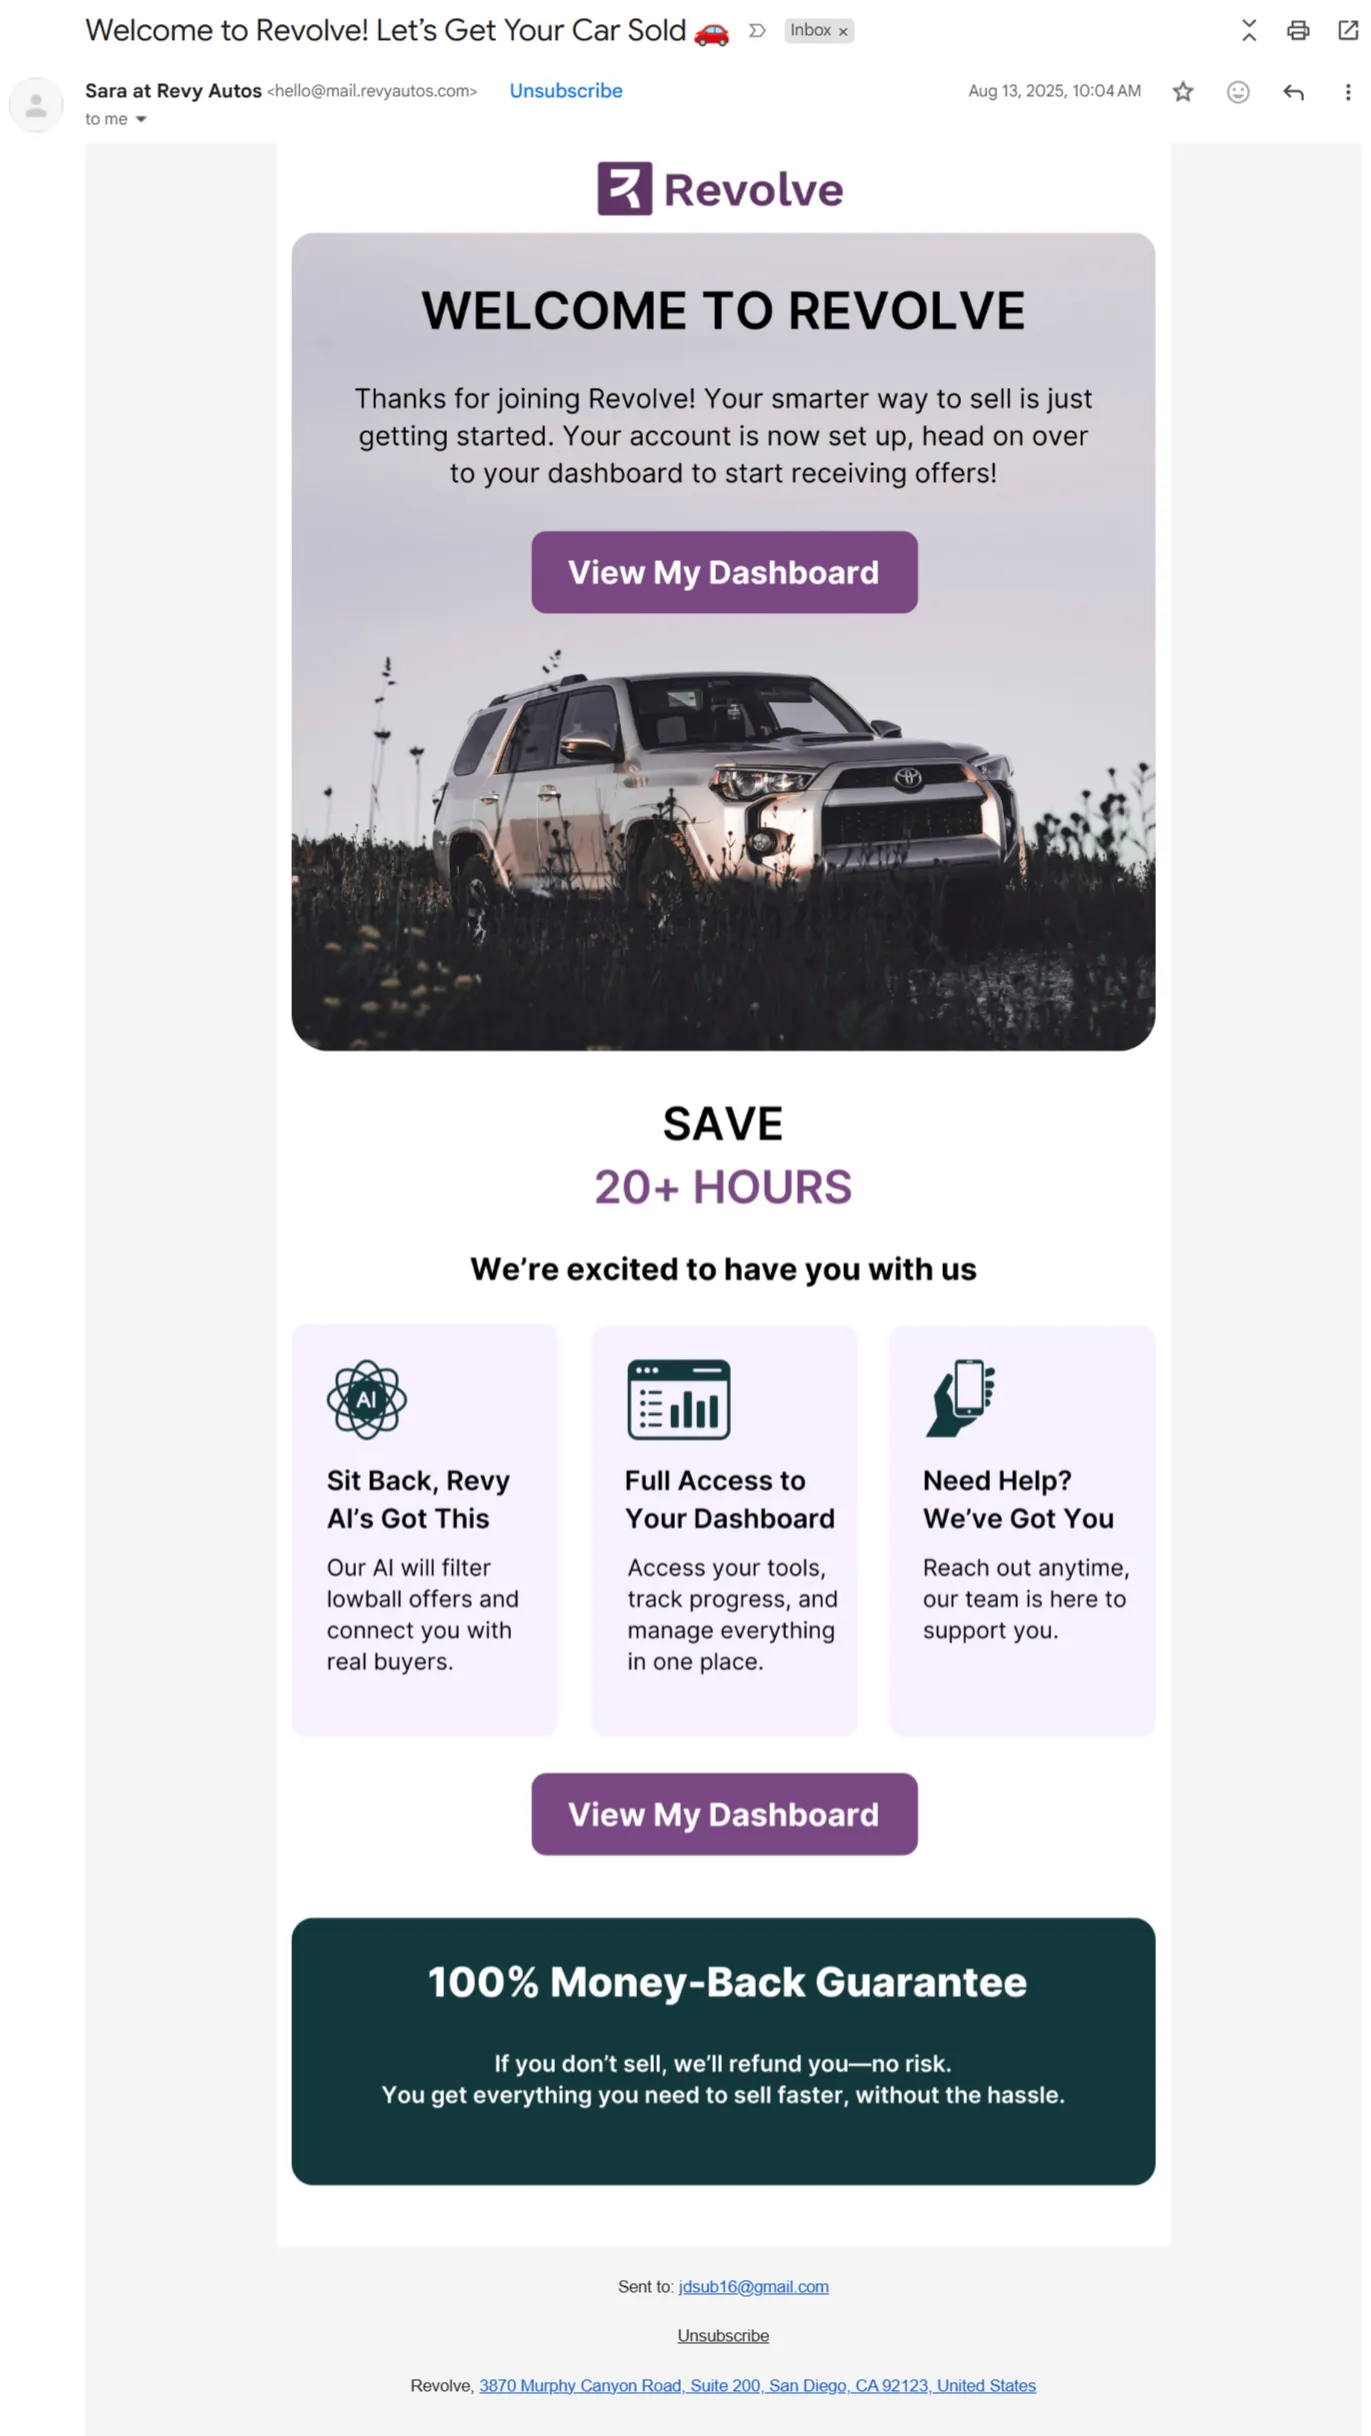 Welcome to Revolve! Let's Get Your Car Sold 🚗 Inbox ×
Sara at Revy Autos <hello@mail.revyautos.com> Unsubscribe Aug 13, 2025, 10:04 AM
to me
Revolve
WELCOME TO REVOLVE
Thanks for joining Revolve! Your smarter way to sell is just
getting started. Your account is now set up, head on over
to your dashboard to start receiving offers!
View My Dashboard
SAVE
20+ HOURS
We're excited to have you with us
AI
Sit Back, Revy
AI's Got This
Our AI will filter
lowball offers and
connect you with
real buyers.
Full Access to
Your Dashboard
Access your tools,
track progress, and
manage everything
in one place.
Need Help?
We've Got You
Reach out anytime,
our team is here to
support you.
View My Dashboard
100% Money-Back Guarantee
If you don't sell, we'll refund you—no risk.
You get everything you need to sell faster, without the hassle.
Sent to: jdsub16@gmail.com
Unsubscribe
Revolve, 3870 Murphy Canyon Road, Suite 200, San Diego, CA 92123, United States